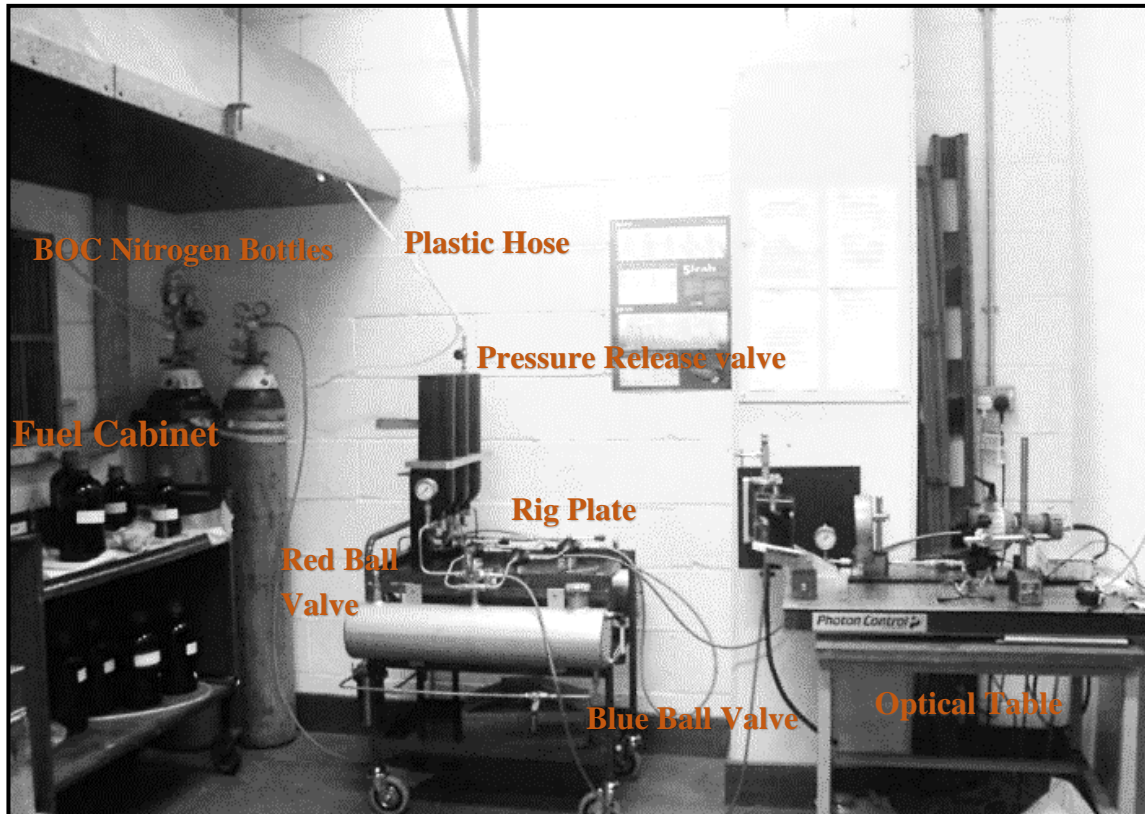 BOC Nitrogen Bottles
Plastic Hose
Pressure Release valve
Fuel Cabinet
Rig Plate
Red Ball
Valve
Photon Control
Blue Ball Valve
Optical Table